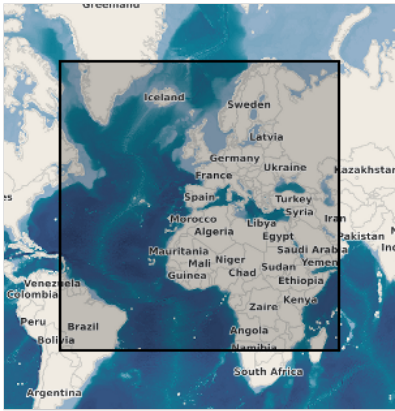 Greenland
Iceland
Sweden
Latvia
Germany
Ukraine
Kazakhstan
France
Spain
Turkey
Syria
Iran
Morocco
Libya
Algeria
Egypt
Pakistan
Mauritania
Saudi Arabia
Mali
Niger
Yemen
Guinea
Chad
Sudan
Ethiopia
Venezuela
Colombia
Kenya
Zaire
Peru
Brazil
Angola
Bolivia
Namibia
South Africa
Argentina